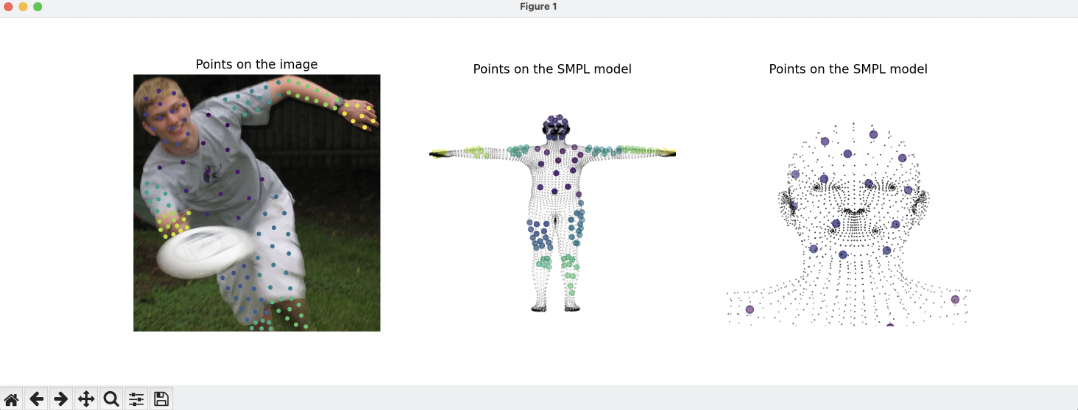 Figure 1
Points on the image
Points on the SMPL model
Points on the SMPL model